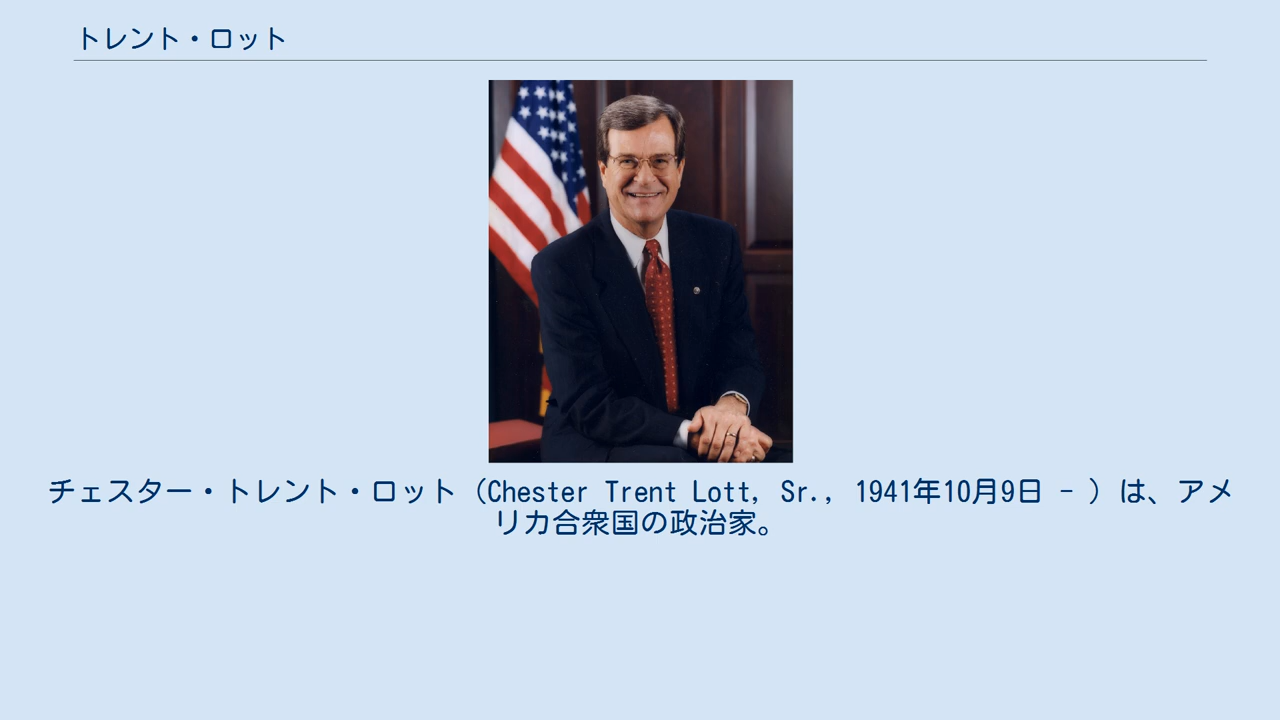 トレント・ロット
チェスター・トレント・ロット（Chester Trent Lott, Sr., 1941年10月9日 - ）は、アメ
リカ合衆国の政治家。